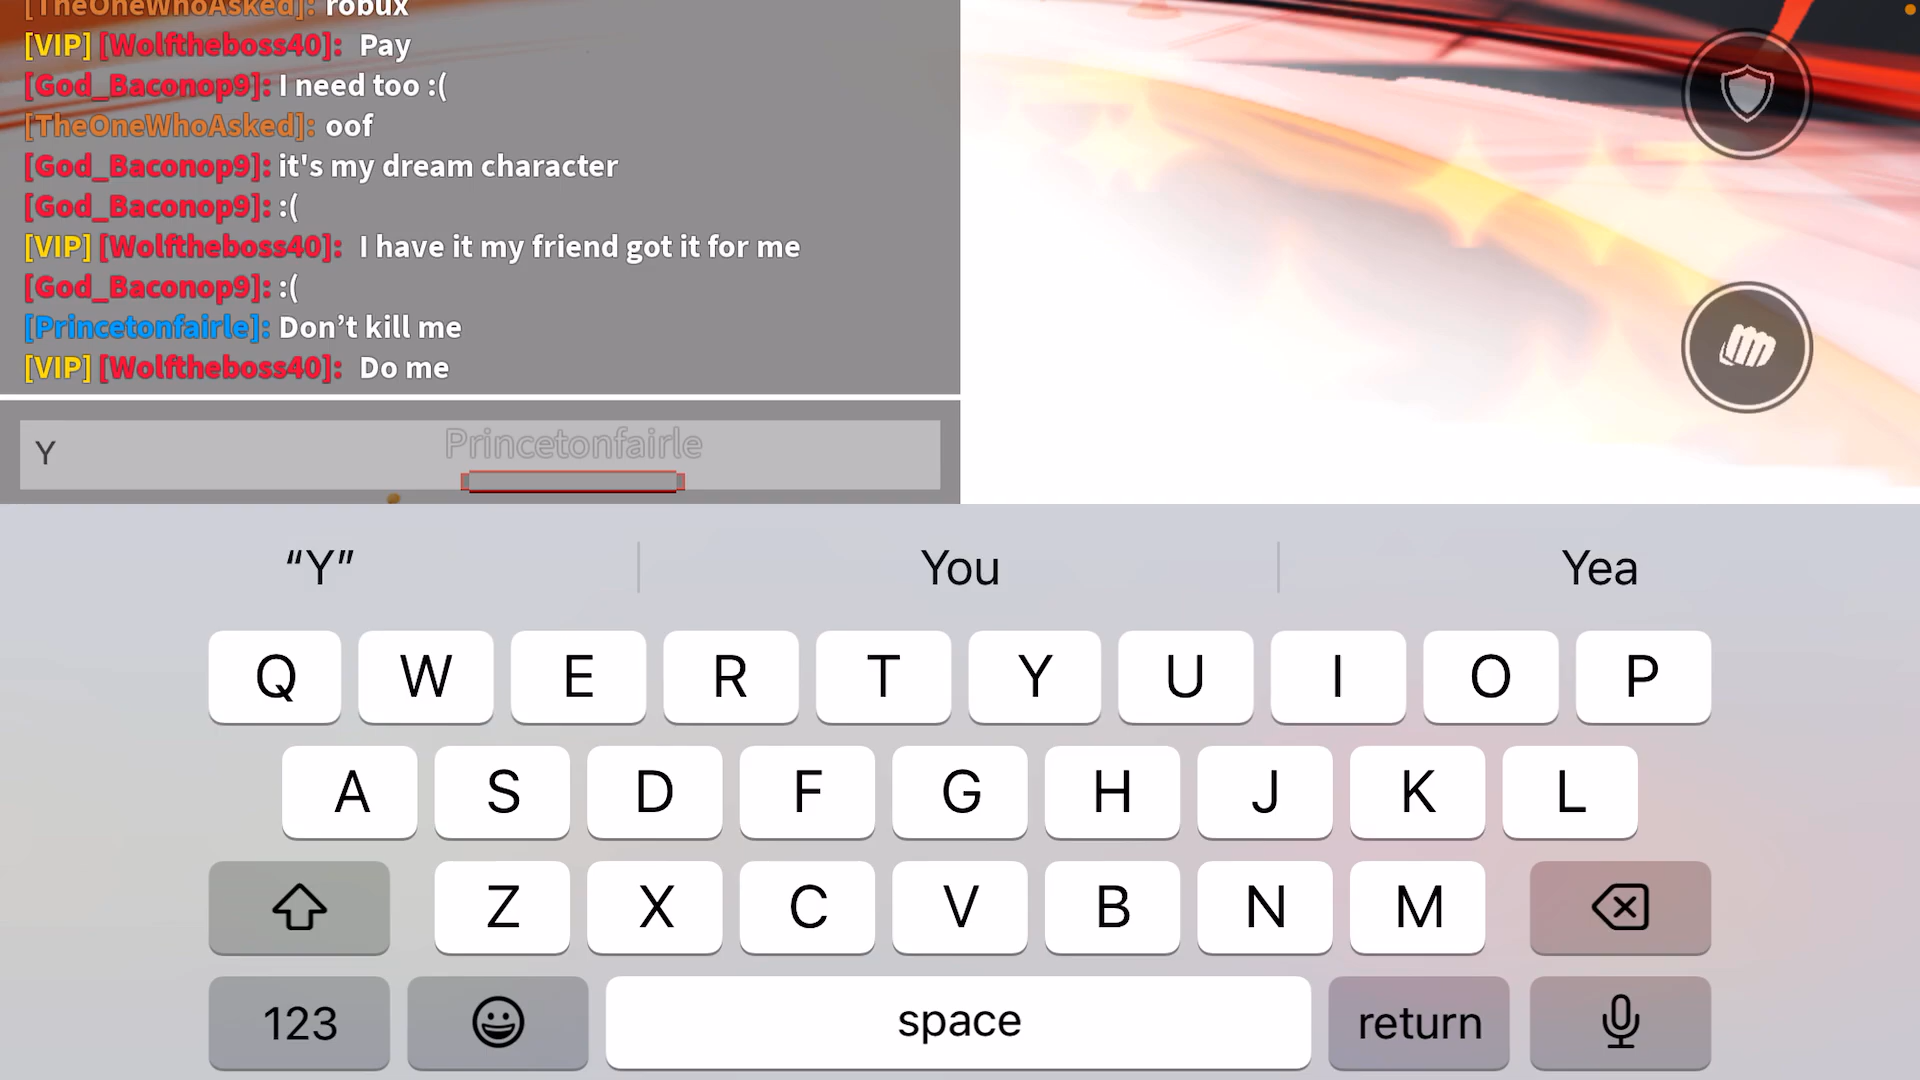 [TheOneWhoAsked]: robux
[VIP] [Wolftheboss40]: Pay
[God_Baconop9]: I need too :(
[TheOneWhoAsked]: oof
[God_Baconop9]: it's my dream character
[God_Baconop9]: :(
[VIP] [Wolftheboss40]: I have it my friend got it for me
[God_Baconop9]: :(
[Princetonfairle]: Don’t kill me
[VIP] [Wolftheboss40]: Do me
Princetonfairle
Y
“Y” You Yea
Q W E R T Y U I O P
A S D F G H J K L
Z X C V B N M
123 space return